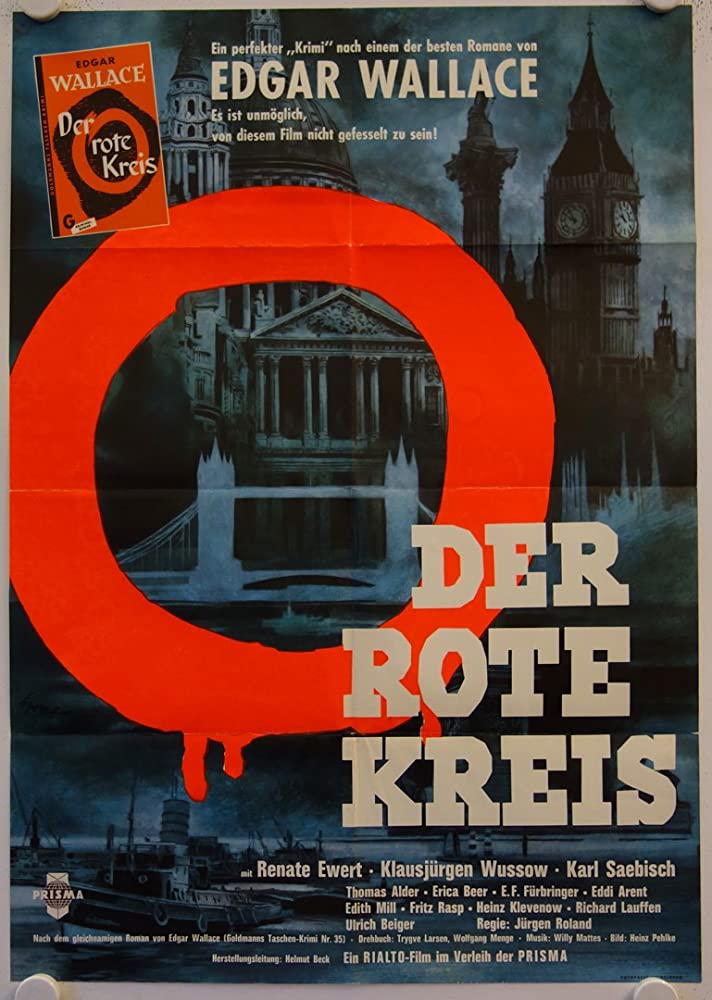 EDGAR
WALLACE
Der
rote
Kreis
G
Ein perfekter „Krimi" nach einem der besten Romane von
EDGAR WALLACE
Es ist unmöglich,
von diesem Film nicht gefesselt zu sein!
DER
ROTE
KREIS
mit Renate Ewert · Klausjürgen Wussow · Karl Saebisch
Thomas Alder · Erica Beer · E. F. Fürbringer · Eddi Arent
Edith Mill · Fritz Rasp · Heinz Klevenow · Richard Lauffen
Ulrich Beiger Regie: Jürgen Roland
PRISMA
Nach dem gleichnamigen Roman von Edgar Wallace (Goldmanns Taschen-Krimi Nr. 35) · Drehbuch: Trygve Larsen, Wolfgang Menge · Musik: Willy Mattes · Bild: Heinz Pehlke
Herstellungsleitung: Helmut Beck Ein RIALTO-Film im Verleih der PRISMA